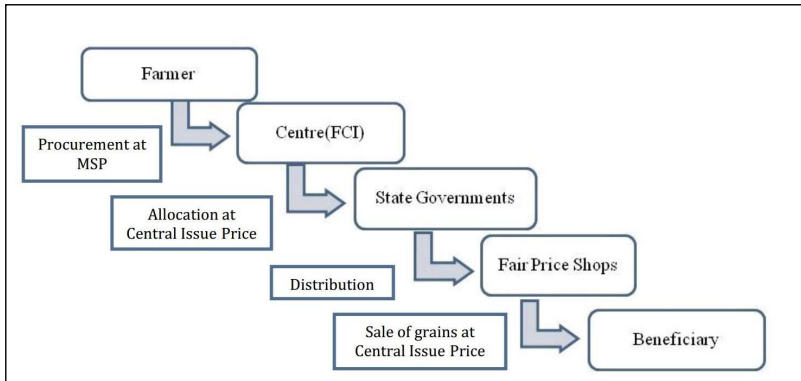 Farmer
Procurement at
MSP
Centre(FCI)
Allocation at
Central Issue Price
State Governments
Distribution
Fair Price Shops
Sale of grains at
Central Issue Price
Beneficiary